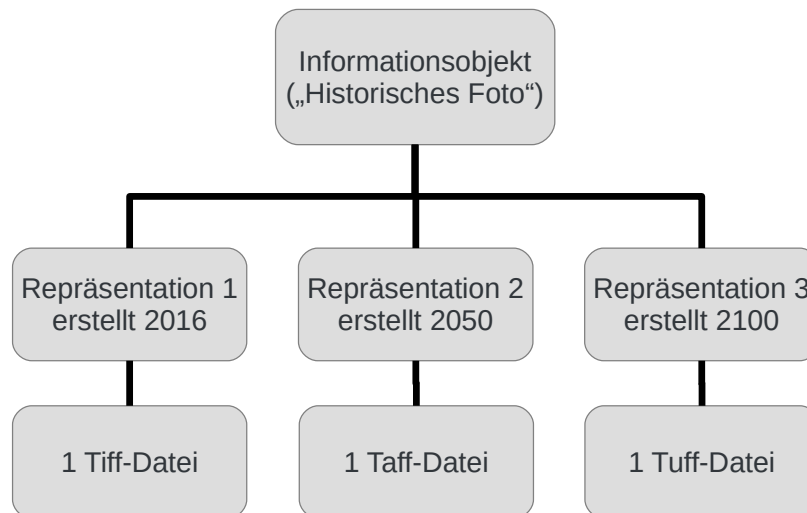 Informationsobjekt
(„Historisches Foto“)
Repräsentation 1
erstellt 2016
Repräsentation 2
erstellt 2050
Repräsentation 3
erstellt 2100
1 Tiff-Datei
1 Taff-Datei
1 Tuff-Datei